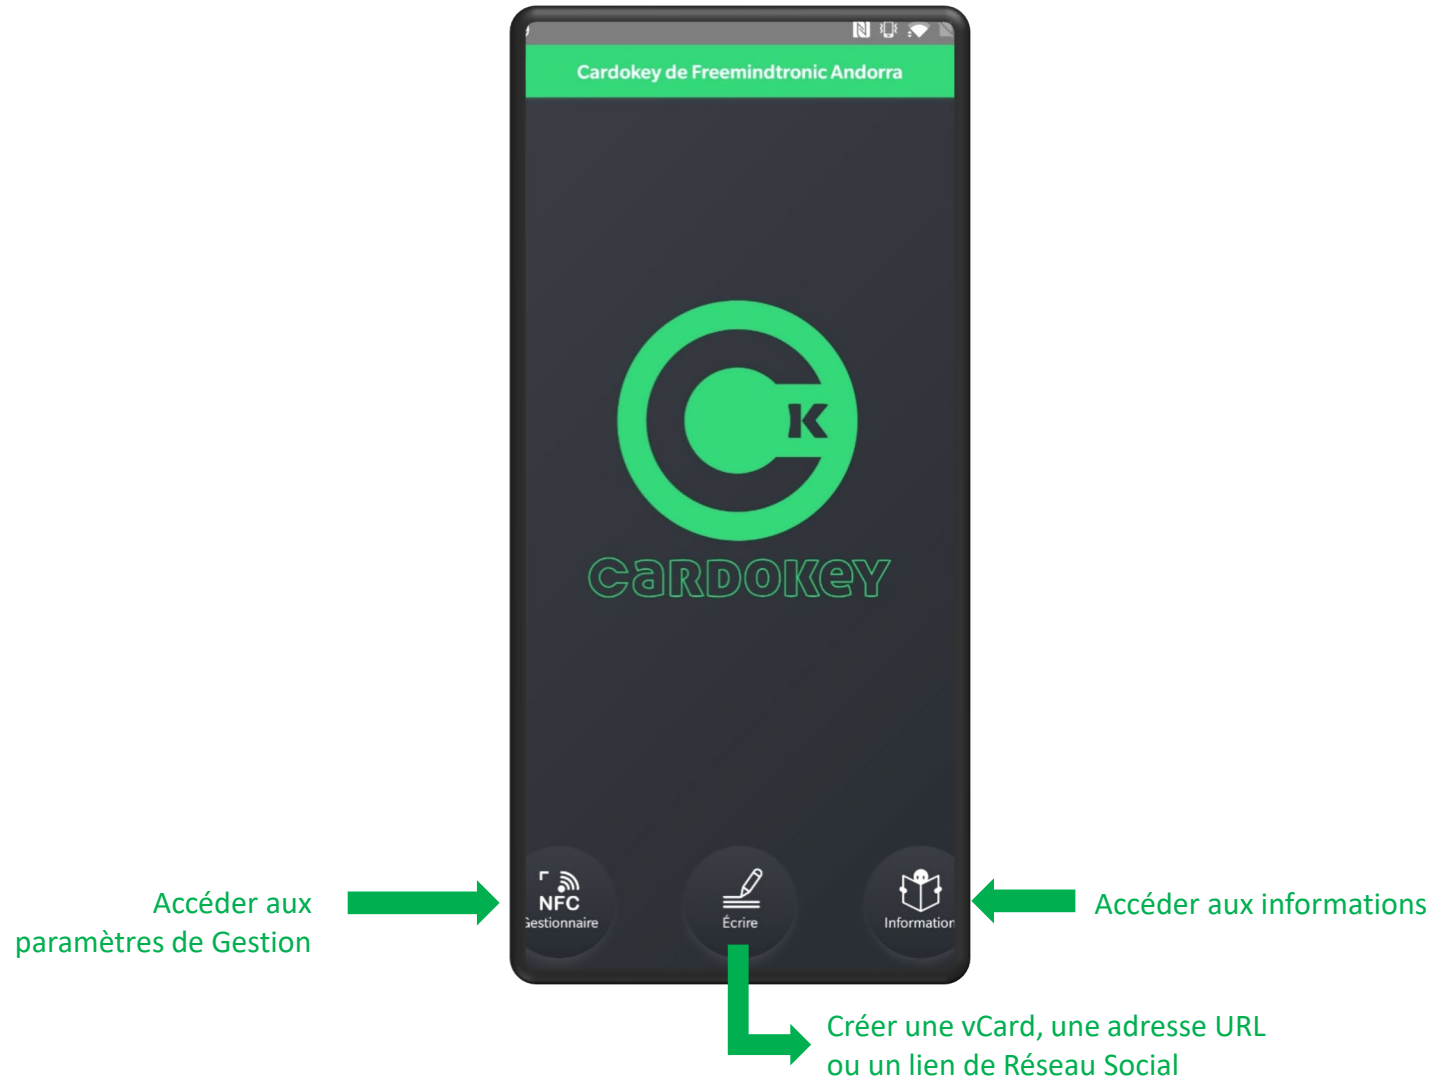 Cardokey de Freemindtronic Andorra
K
CARDOKEY
NFC
Gestionnaire
Écrire
Information
Accéder aux
paramètres de Gestion
Accéder aux informations
Créer une vCard, une adresse URL
ou un lien de Réseau Social